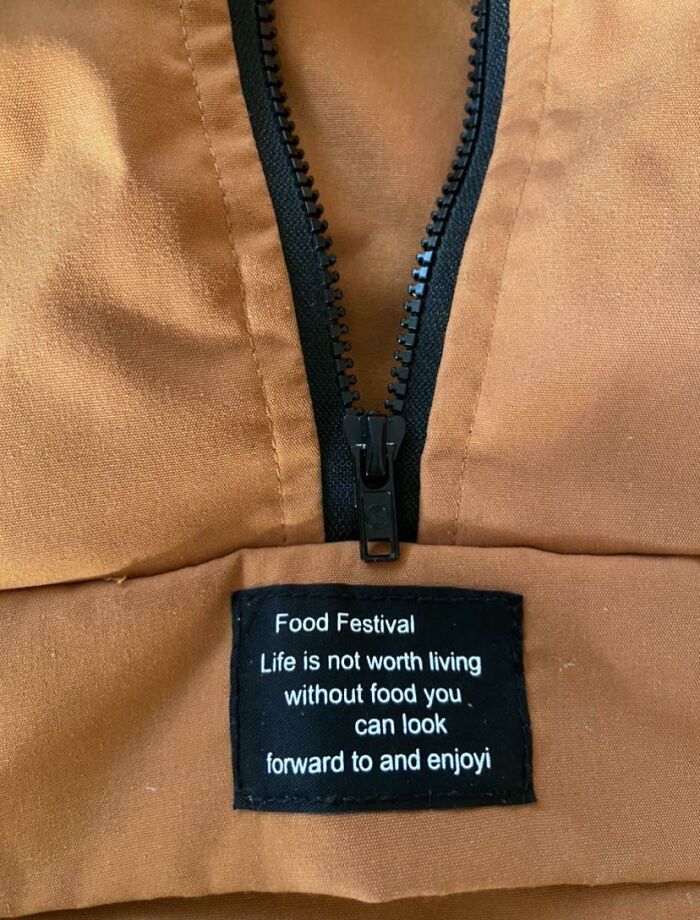 Food Festival
Life is not worth living
without food you
can look
forward to and enjoyi